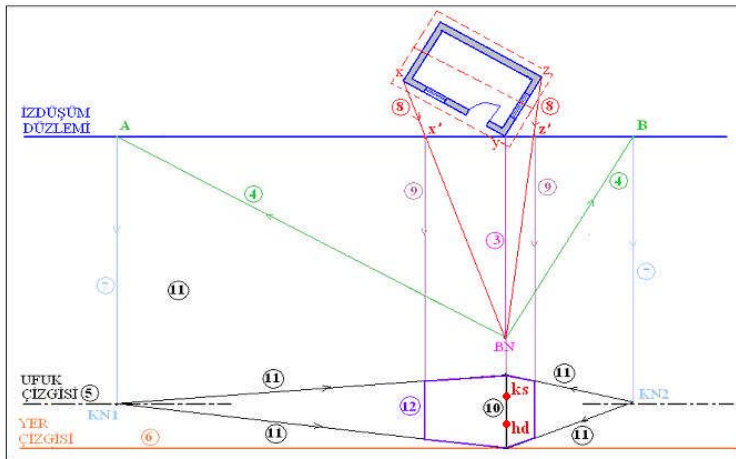 x
z
8
8
İZDÜŞÜM
DÜZLEMİ
A
x'
y
z'
B
4
9
3
9
4
7
7
11
BN
UFUK
ÇİZGİSİ 5
11
ks
11
KN1
12
10
KN2
hd
YER
ÇİZGİSİ
6
11
11